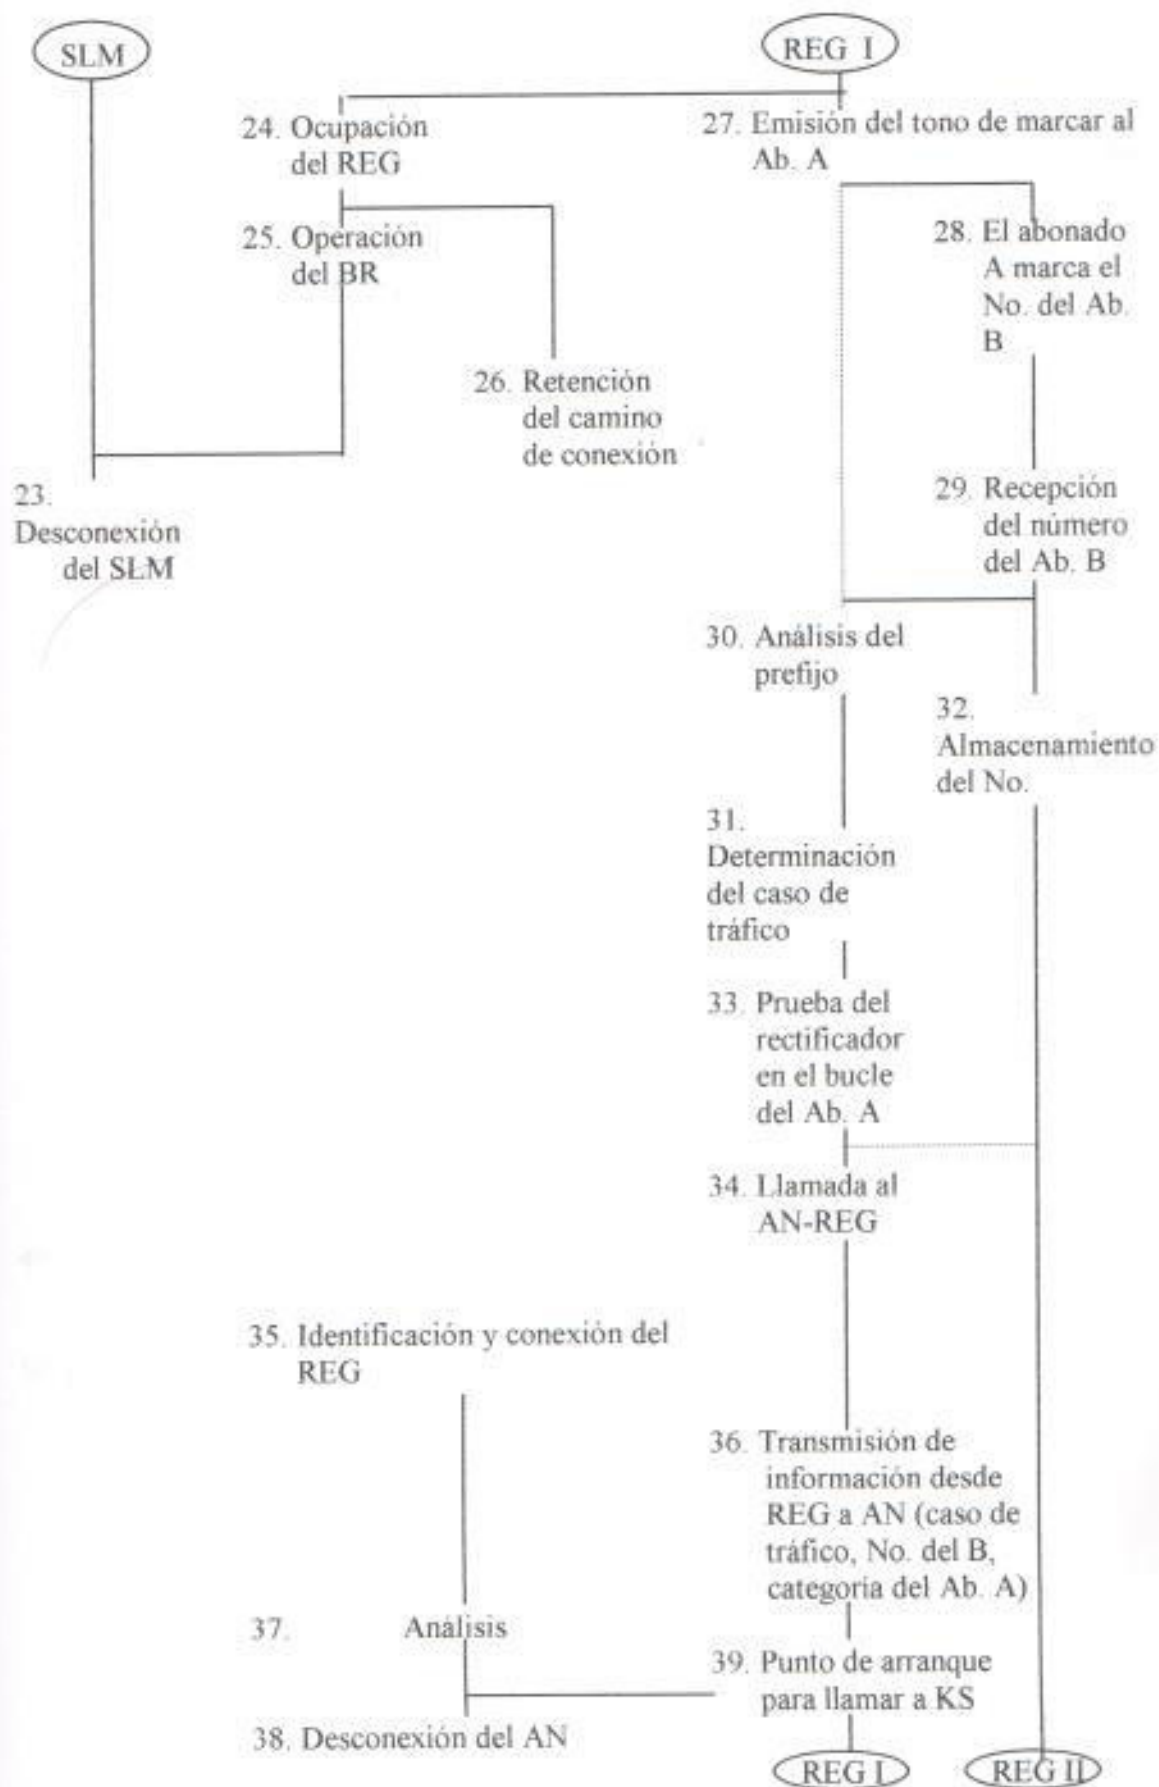 SLM
REG I
24. Ocupación
del REG
27. Emisión del tono de marcar al
Ab. A
25. Operación
del BR
28. El abonado
A marca el
No. del Ab.
B
26. Retención
del camino
de conexión
23.
Desconexión
del SLM
29. Recepción
del número
del Ab. B
30. Análisis del
prefijo
32.
Almacenamiento
del No.
31.
Determinación
del caso de
tráfico
33. Prueba del
rectificador
en el bucle
del Ab. A
34. Llamada al
AN-REG
35. Identificación y conexión del
REG
36. Transmisión de
información desde
REG a AN (caso de
tráfico, No. del B,
categoría del Ab. A)
37. Análisis
39. Punto de arranque
para llamar a KS
38. Desconexión del AN
REG I
REG II